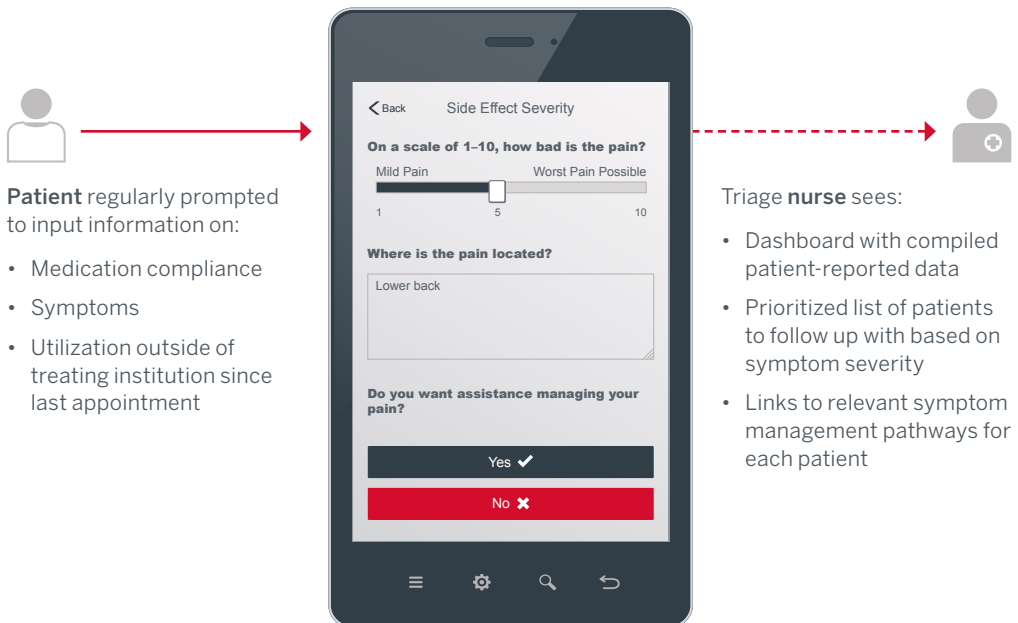 Patient regularly prompted
to input information on:
• Medication compliance
• Symptoms
• Utilization outside of
treating institution since
last appointment
Back
Side Effect Severity
On a scale of 1–10, how bad is the pain?
Mild Pain
Worst Pain Possible
1
5
10
Where is the pain located?
Lower back
Do you want assistance managing your
pain?
Yes
No
Triage nurse sees:
• Dashboard with compiled
patient-reported data
• Prioritized list of patients
to follow up with based on
symptom severity
• Links to relevant symptom
management pathways for
each patient